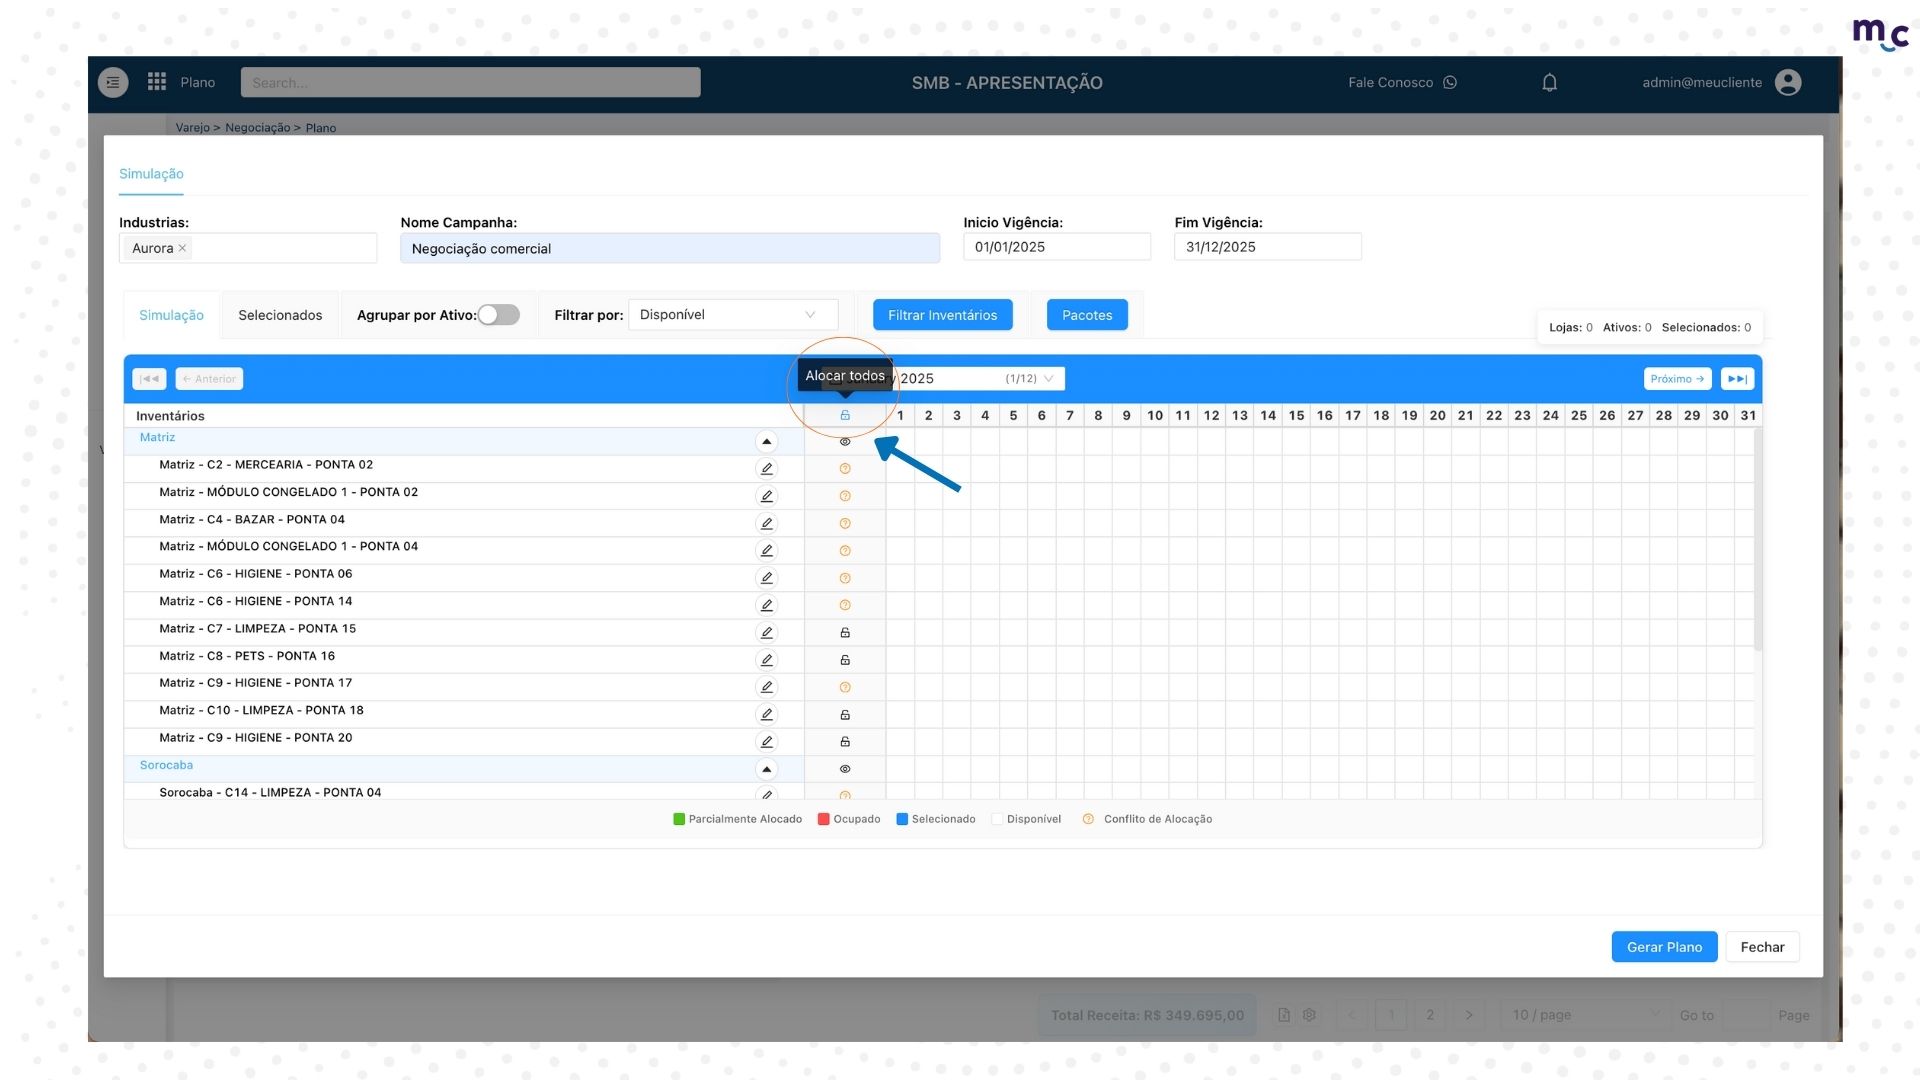 mc
Plano
Search...
SMB - APRESENTAÇÃO
Fale Conosco
admin@meucliente
Varejo > Negociação > Plano
Simulação
Industrias:
Nome Campanha:
Inicio Vigência:
Fim Vigência:
Aurora ×
Negociação comercial
01/01/2025
31/12/2025
Simulação
Selecionados
Agrupar por Ativo:
Filtrar por:
Disponível
Filtrar Inventários
Pacotes
Lojas: 0 Ativos: 0 Selecionados: 0
← Anterior
Alocar todos
2025
(1/12)
Próximo →
Inventários
1 2 3 4 5 6 7 8 9 10 11 12 13 14 15 16 17 18 19 20 21 22 23 24 25 26 27 28 29 30 31
Matriz
Matriz - C2 - MERCEARIA - PONTA 02
Matriz - MÓDULO CONGELADO 1 - PONTA 02
Matriz - C4 - BAZAR - PONTA 04
Matriz - MÓDULO CONGELADO 1 - PONTA 04
Matriz - C6 - HIGIENE - PONTA 06
Matriz - C6 - HIGIENE - PONTA 14
Matriz - C7 - LIMPEZA - PONTA 15
Matriz - C8 - PETS - PONTA 16
Matriz - C9 - HIGIENE - PONTA 17
Matriz - C10 - LIMPEZA - PONTA 18
Matriz - C9 - HIGIENE - PONTA 20
Sorocaba
Sorocaba - C14 - LIMPEZA - PONTA 04
Parcialmente Alocado
Ocupado
Selecionado
Disponível
Conflito de Alocação
Gerar Plano
Fechar
Total Receita: R$ 349.695,00
< 1 2 >
10 / page
Go to
Page